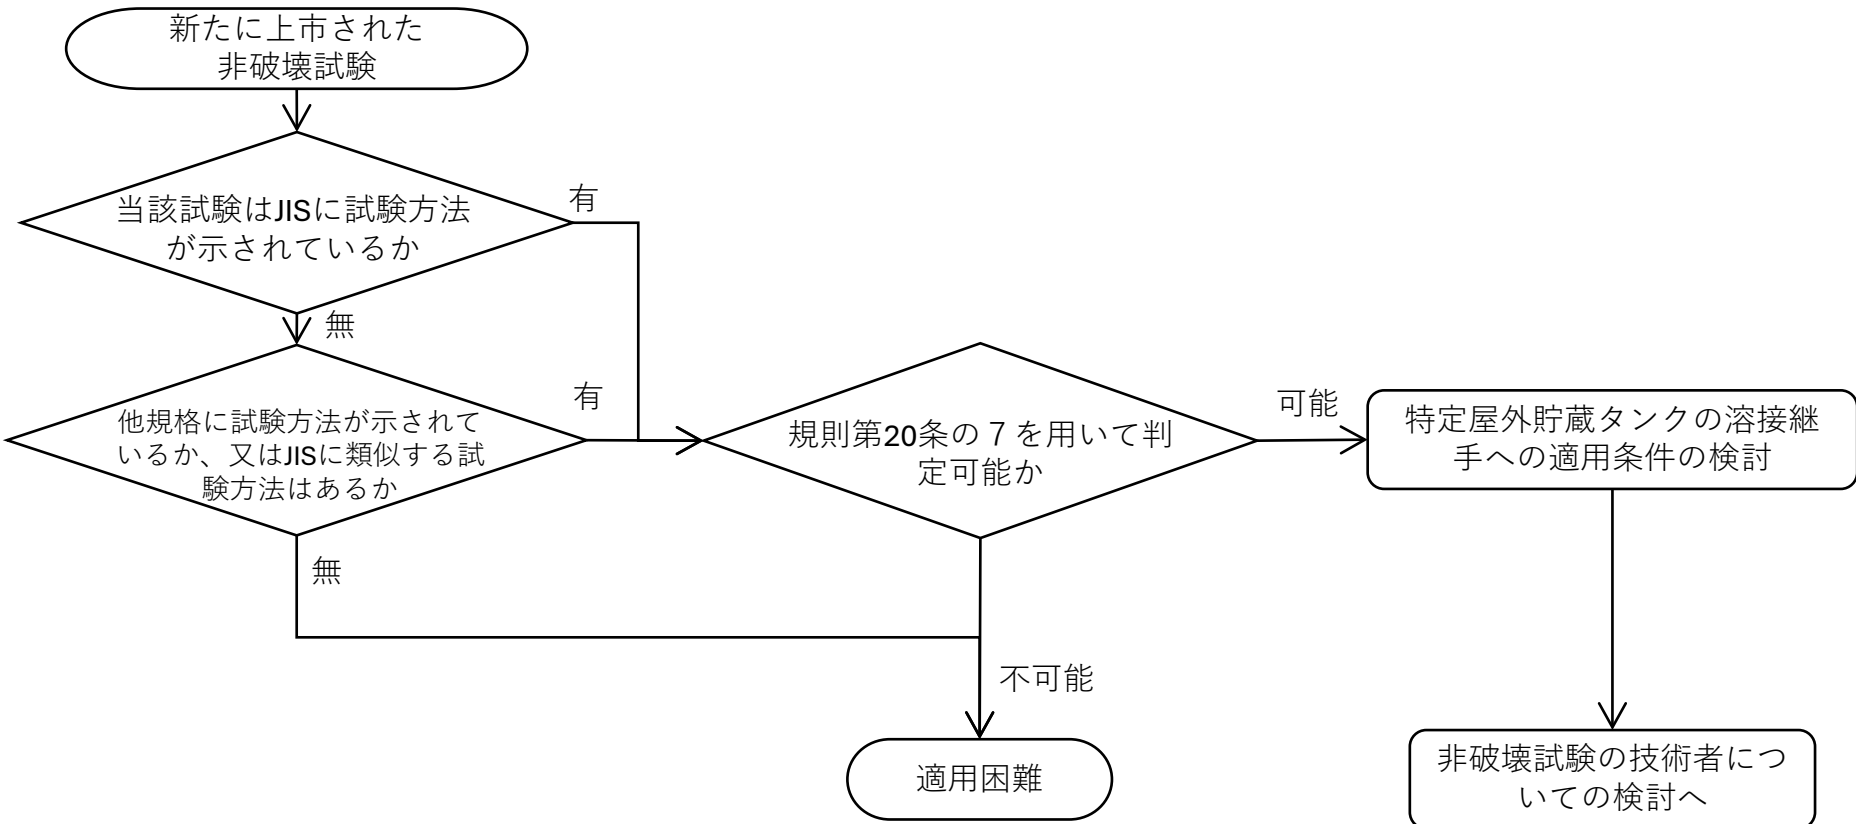 新たに上市された
非破壊試験
当該試験はJISに試験方法
が示されているか
有
無
他規格に試験方法が示されて
いるか、又はJISに類似する試
験方法はあるか
有
無
規則第20条の７を用いて判
定可能か
可能
不可能
特定屋外貯蔵タンクの溶接継
手への適用条件の検討
適用困難
非破壊試験の技術者につ
いての検討へ